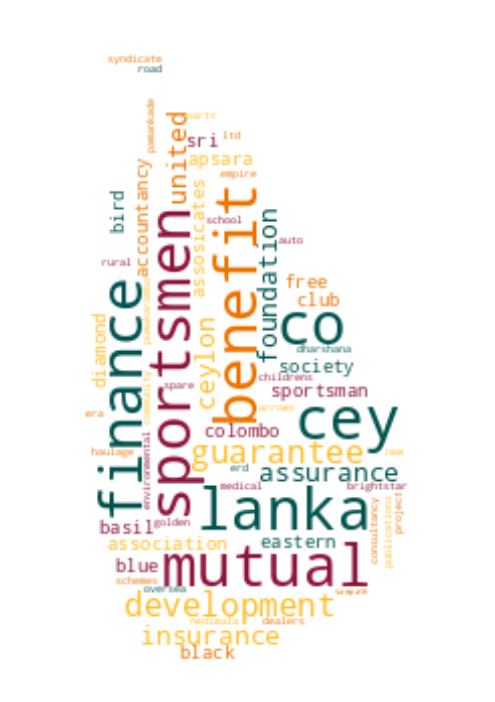 syndicate
road
pamankade
parts
united
sri
ltd
apsara
empire
accountancy
bird
assosicates
benefit
school
sportsmen
foundation
auto
rural
finance
free
club
co
diamond
ceylon
dharshana
society
community
spare
childrens
sportsman
cey
era
arroms
colombo
environmental
guarantee
haulage
new
erd
assurance
lanka
medical
brightstar
golden
basil
project
consultancy
publications
association
eastern
blue
mutual
schemes
oversea
sampath
development
nedimala
dealers
insurance
black